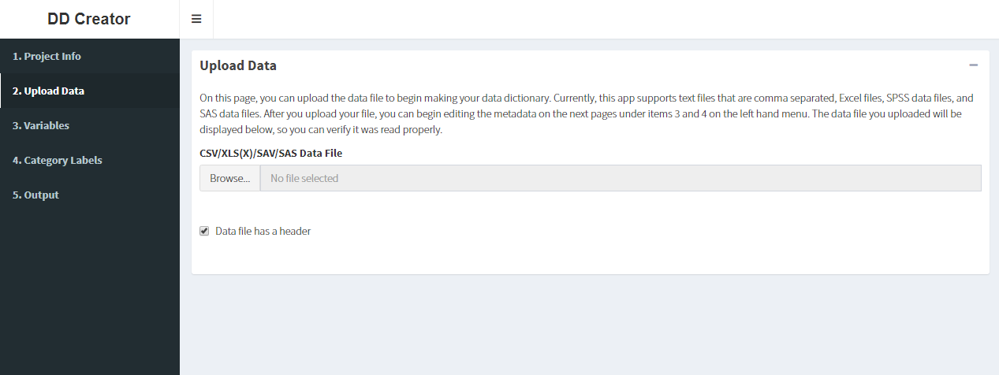 DD Creator
1. Project Info
2. Upload Data
3. Variables
4. Category Labels
5. Output
Upload Data
On this page, you can upload the data file to begin making your data dictionary. Currently, this app supports text files that are comma separated, Excel files, SPSS data files, and
SAS data files. After you upload your file, you can begin editing the metadata on the next pages under items 3 and 4 on the left hand menu. The data file you uploaded will be
displayed below, so you can verify it was read properly.
CSV/XLS(X)/SAV/SAS Data File
Browse... No file selected
Data file has a header